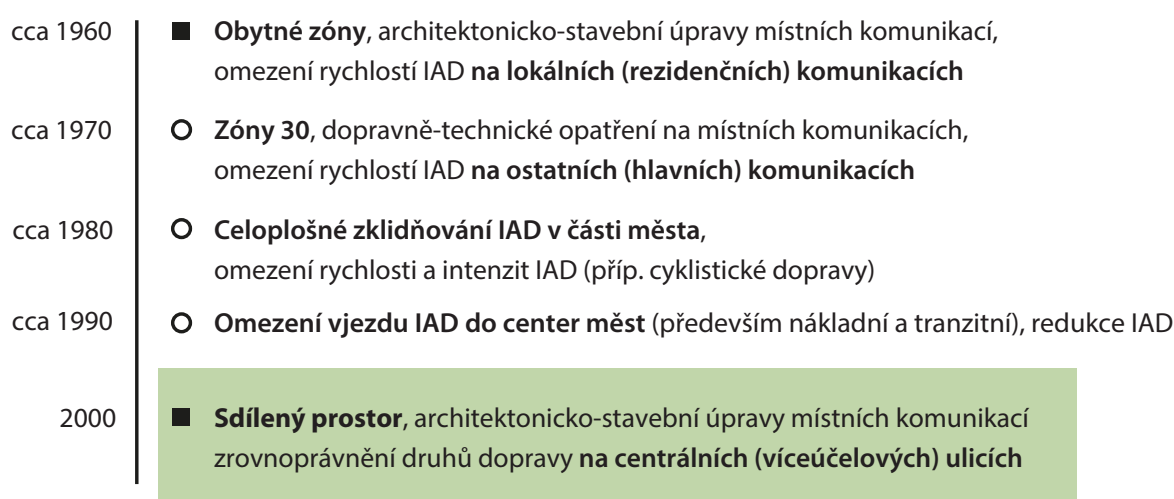 cca 1960 ■ Obytné zóny, architektonicko-stavební úpravy místních komunikací,
omezení rychlostí IAD na lokálních (rezidenčních) komunikacích
cca 1970 Zóny 30, dopravně-technické opatření na místních komunikacích,
omezení rychlostí IAD na ostatních (hlavních) komunikacích
cca 1980 Celoplošné zklidňování IAD v části města,
omezení rychlosti a intenzit IAD (příp. cyklistické dopravy)
cca 1990 Omezení vjezdu IAD do center měst (především nákladní a tranzitní), redukce IAD
2000 ■ Sdílený prostor, architektonicko-stavební úpravy místních komunikací
zrovnoprávnění druhů dopravy na centrálních (víceúčelových) ulicích